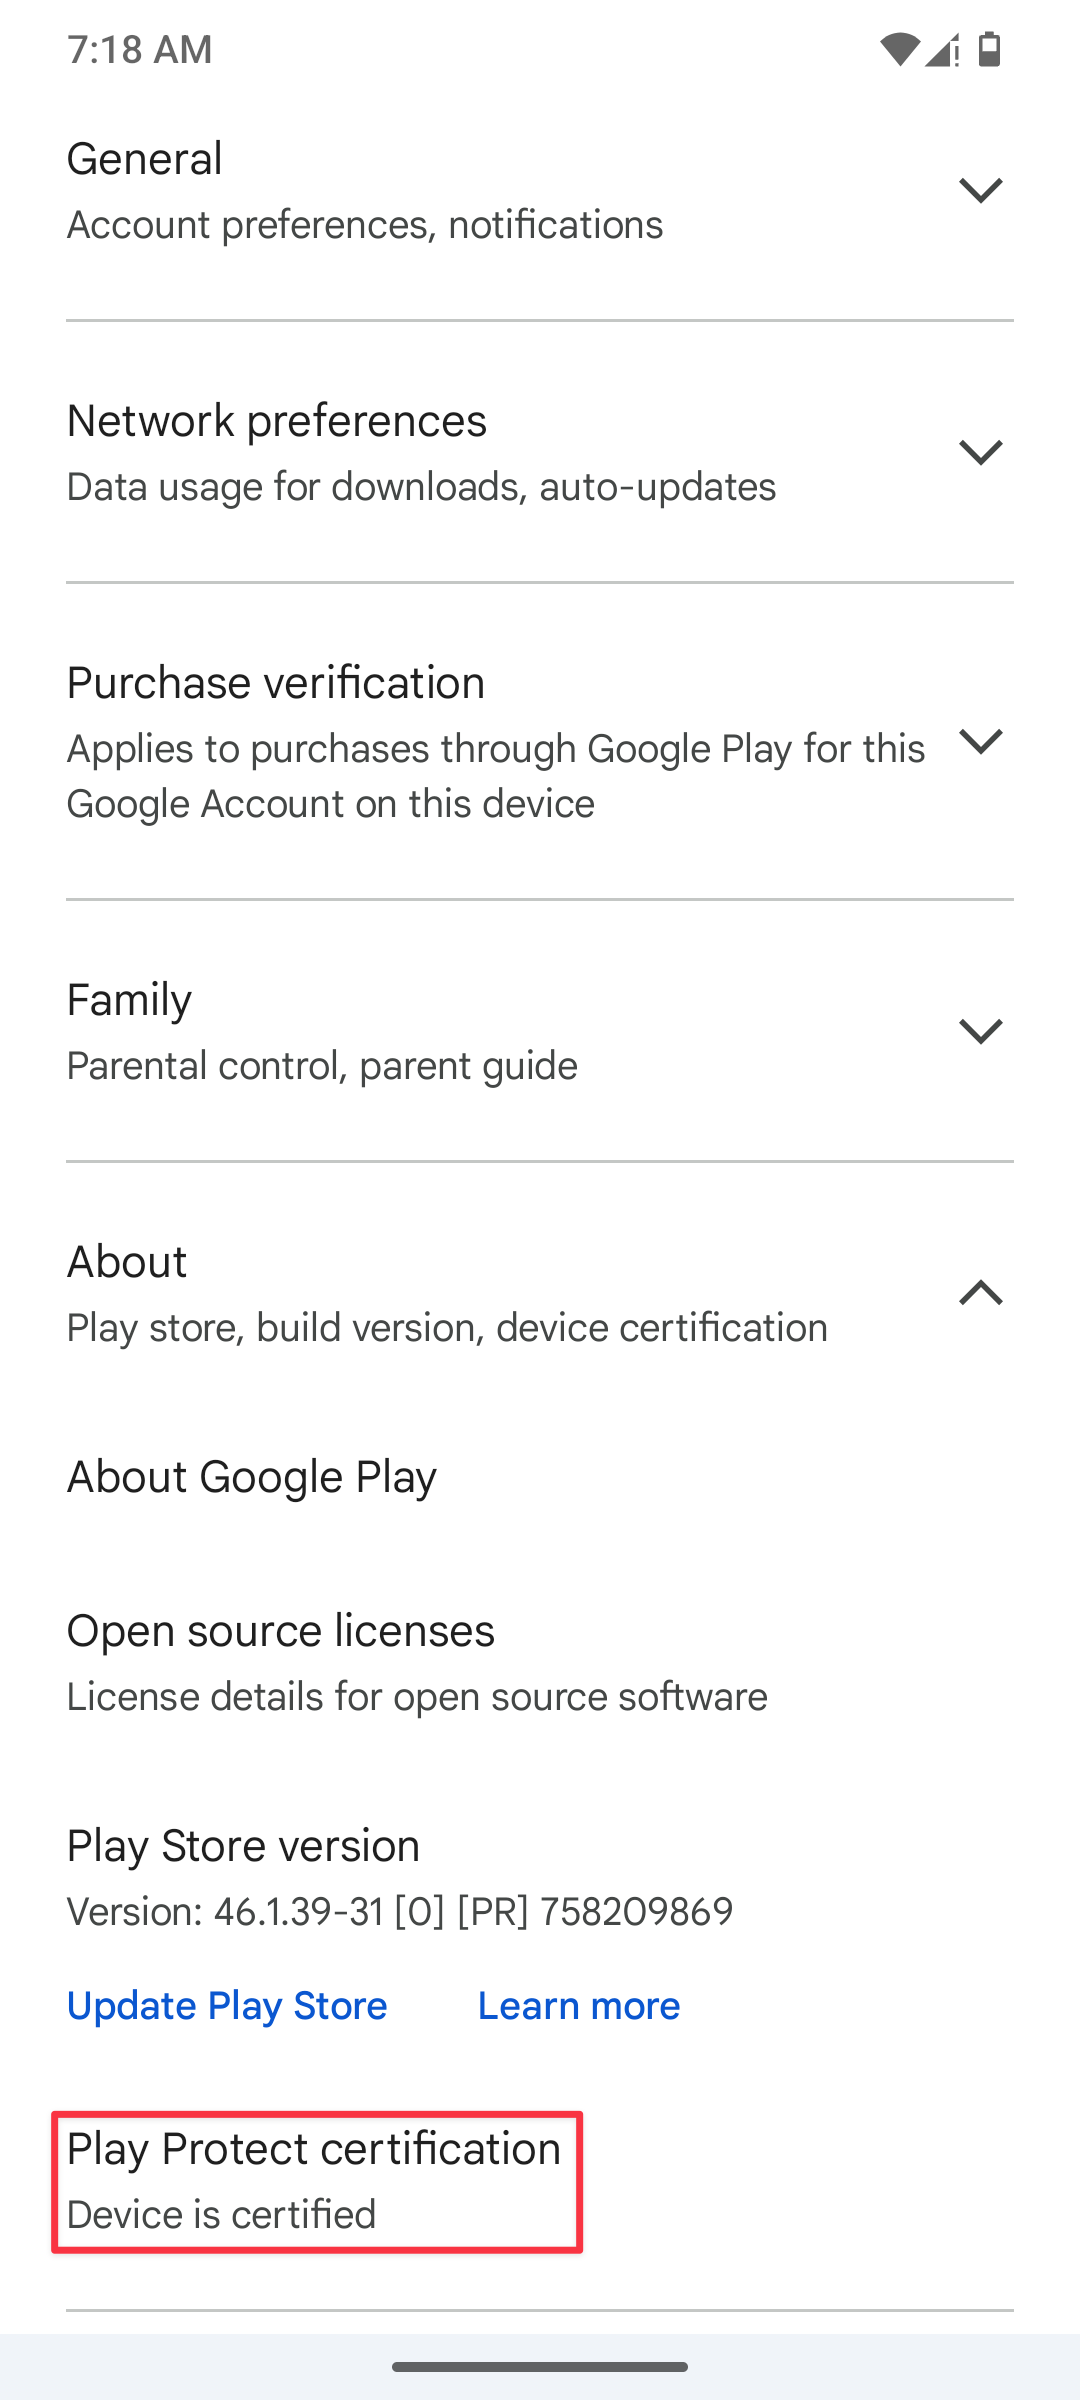 7:18 AM
General
Account preferences, notifications
Network preferences
Data usage for downloads, auto-updates
Purchase verification
Applies to purchases through Google Play for this
Google Account on this device
Family
Parental control, parent guide
About
Play store, build version, device certification
About Google Play
Open source licenses
License details for open source software
Play Store version
Version: 46.1.39-31 [0] [PR] 758209869
Update Play Store Learn more
Play Protect certification
Device is certified